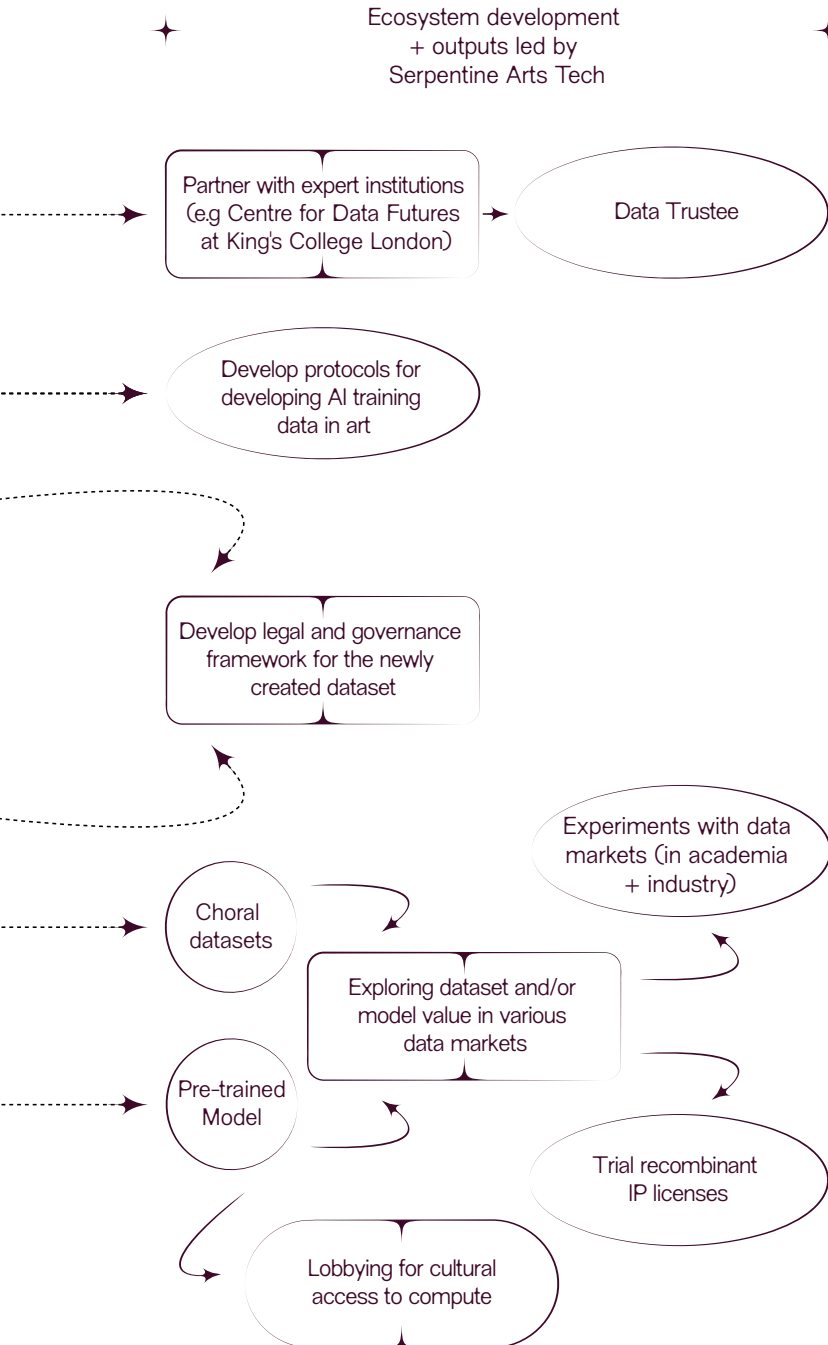 Ecosystem development
+ outputs led by
Serpentine Arts Tech
Partner with expert institutions
(e.g Centre for Data Futures
at King's College London)
Data Trustee
Develop protocols for
developing AI training
data in art
Develop legal and governance
framework for the newly
created dataset
Experiments with data
markets (in academia
+ industry)
Choral
datasets
Exploring dataset and/or
model value in various
data markets
Pre-trained
Model
Trial recombinant
IP licenses
Lobbying for cultural
access to compute